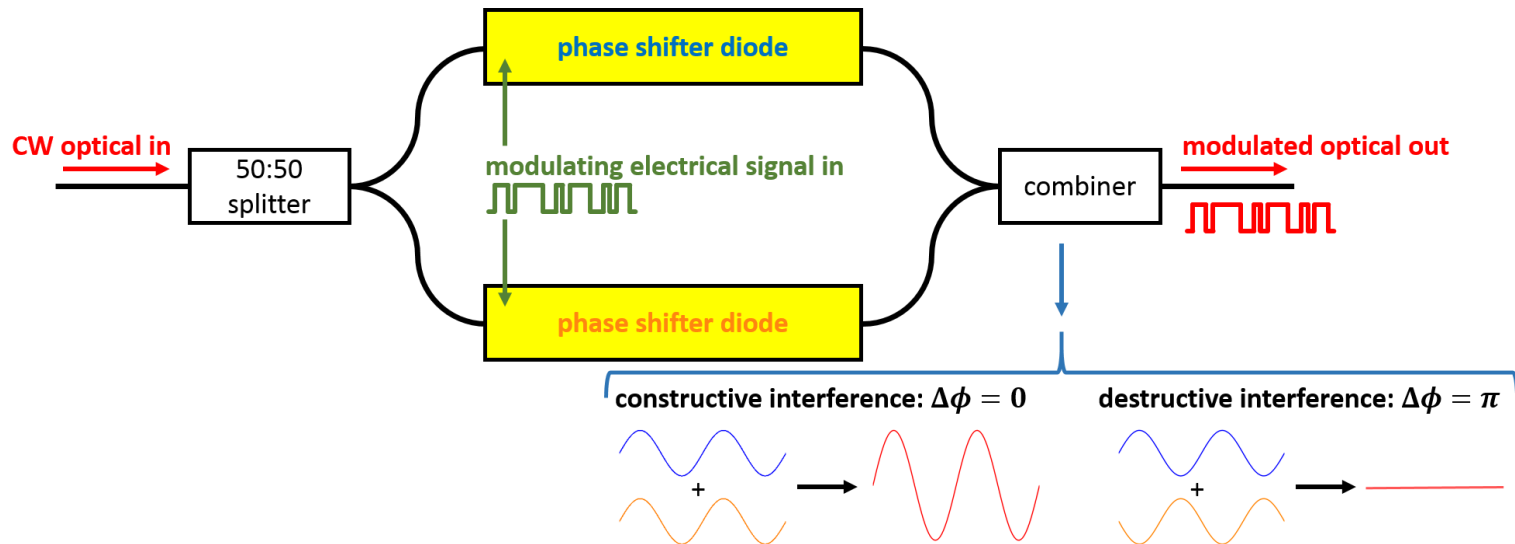 phase shifter diode
CW optical in
50:50
splitter
modulating electrical signal in
combiner
modulated optical out
phase shifter diode
constructive interference: Δϕ = 0
destructive interference: Δϕ = π
+
+